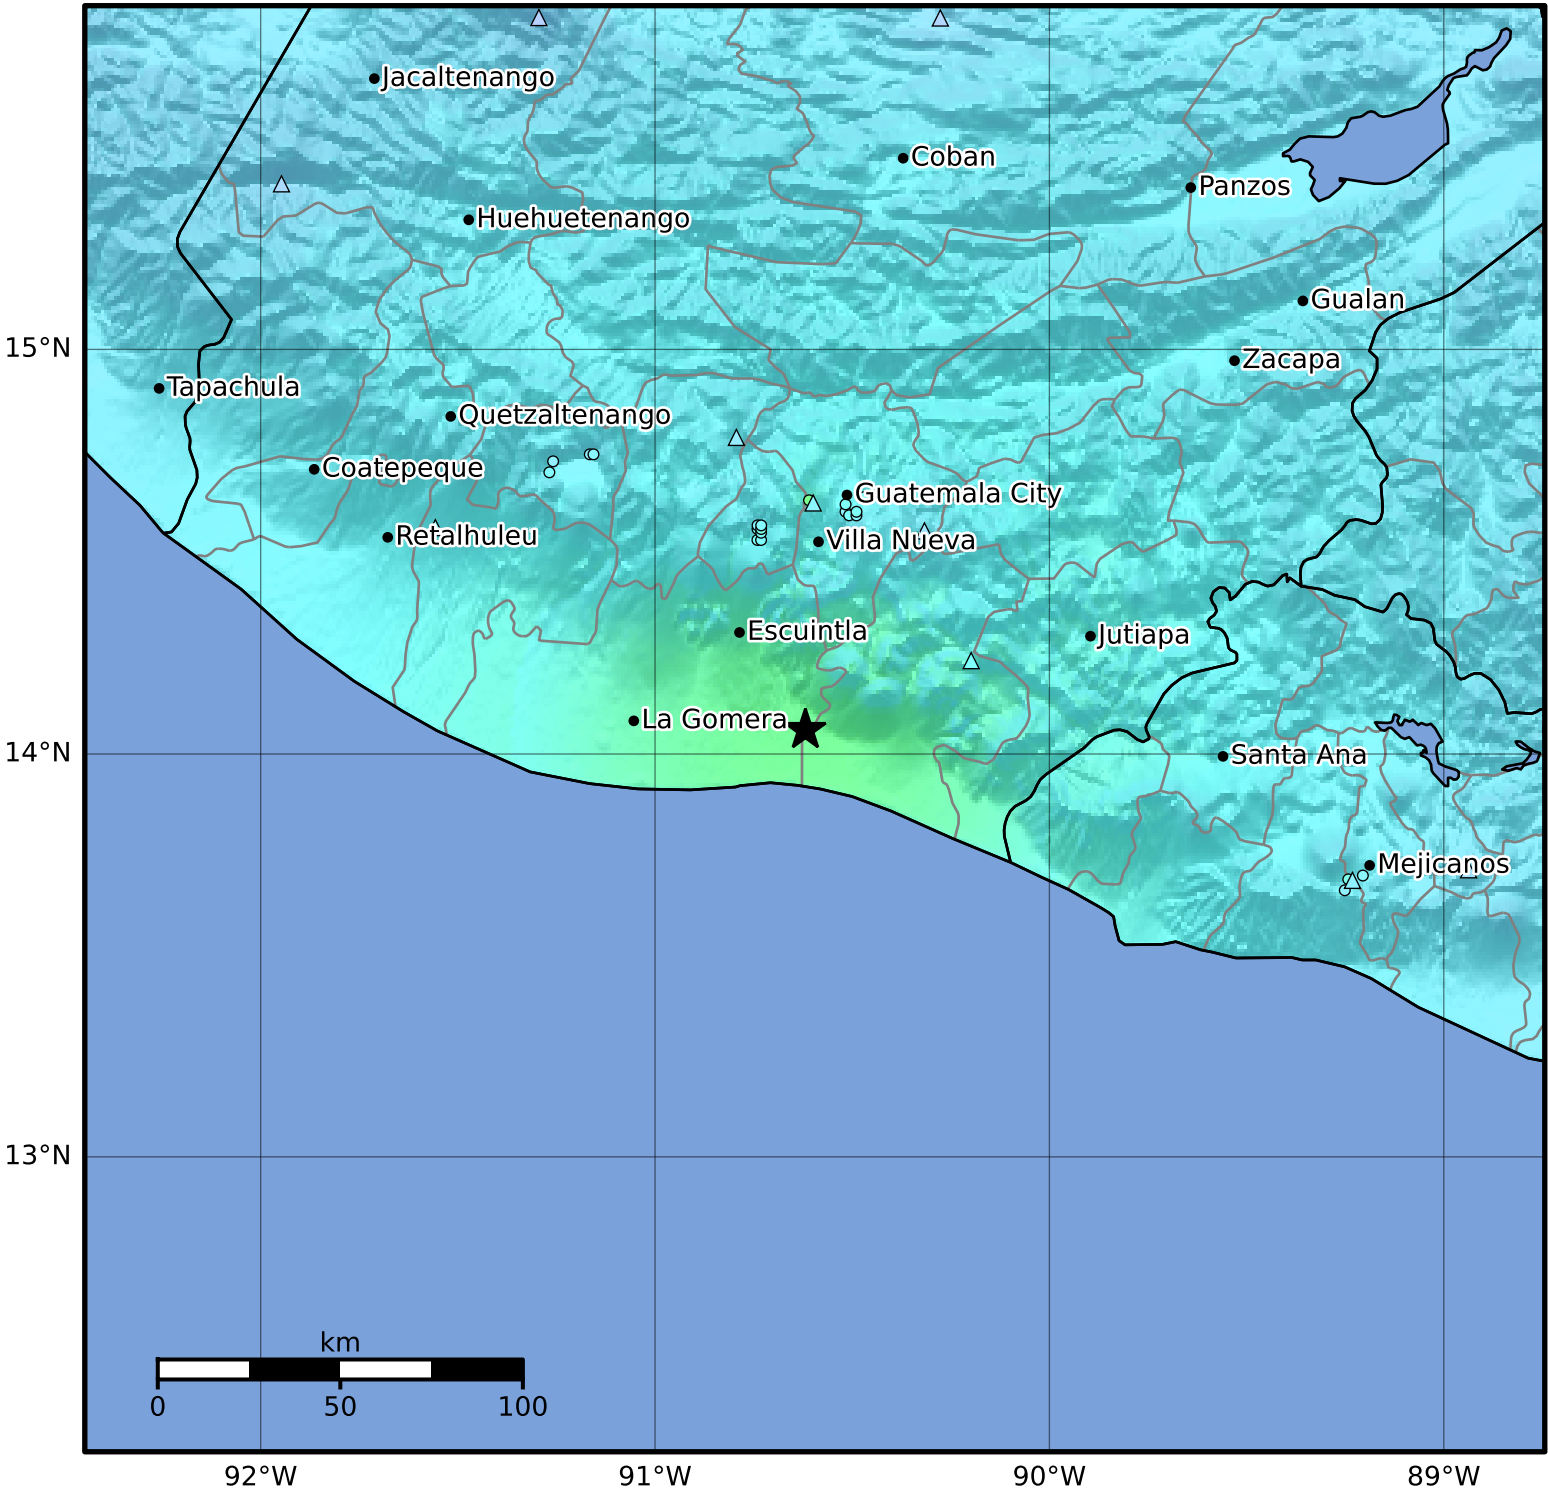 Jacaltenango
Coban
Panzos
Huehuetenango
Gualan
15°N
Zacapa
Tapachula
Quetzaltenango
Coatepeque
Guatemala City
Retalhuleu
Villa Nueva
Escuintla
Jutiapa
La Gomera
14°N
Santa Ana
Mejicanos
13°N
km
0 50 100
92°W 91°W 90°W 89°W